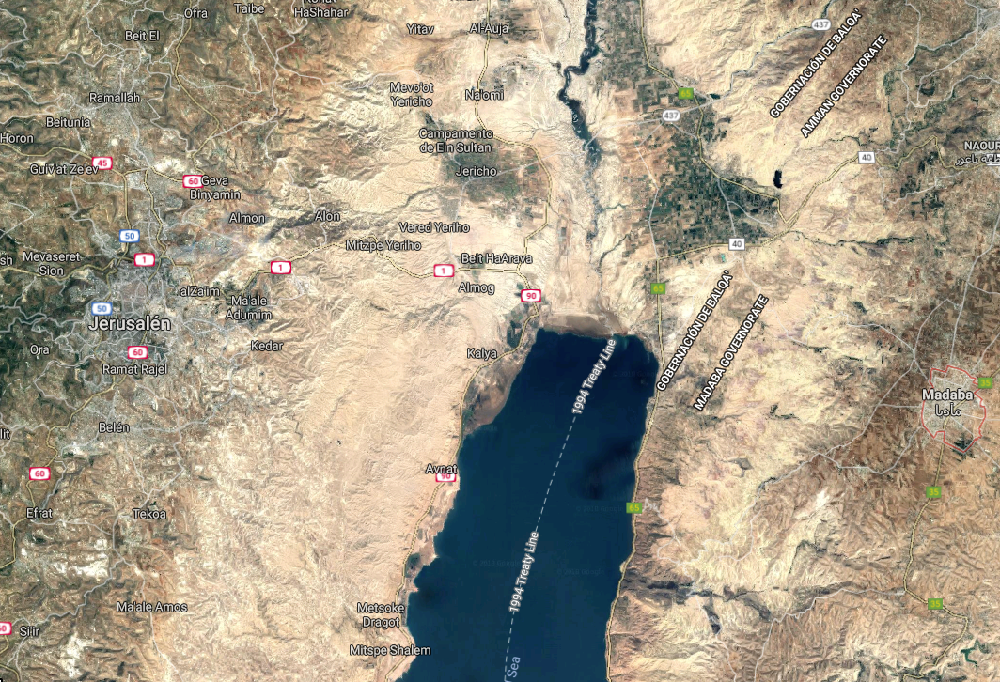 Ofra
Taibe
HaShahar
Yitav
Al-Auja
437
Beit El
GOBERNACIÓN DE BALQA'
AMMAN GOVERNORATE
Ramallah
Mevo'ot
Yericho
Na'omi
65
437
Beitunia
Horon
Campamento
de Ein Sultan
NAOUR
40
Giv'at Ze'ev
45
60
Geva
Binyamin
Jericho
Almon
Alon
Vered Yeriho
50
Mitzpe Yeriho
40
Mevaseret
Sion
1
1
1
Beit HaArava
Almog
90
65
alZaim
Ma'ale
Adumim
50
Jerusalén
GOBERNACIÓN DE BALQA'
MADABA GOVERNORATE
Ora
60
Kedar
Kalya
Ramat Rajel
1994 Treaty Line
35
Madaba
مأدبا
lit
Belén
60
Avnat
90
35
Efrat
Tekoa
65
1994 Treaty Line
Ma'ale Amos
Metsoke
Dragot
35
Si'ir
Mitspe Shalem
Sea